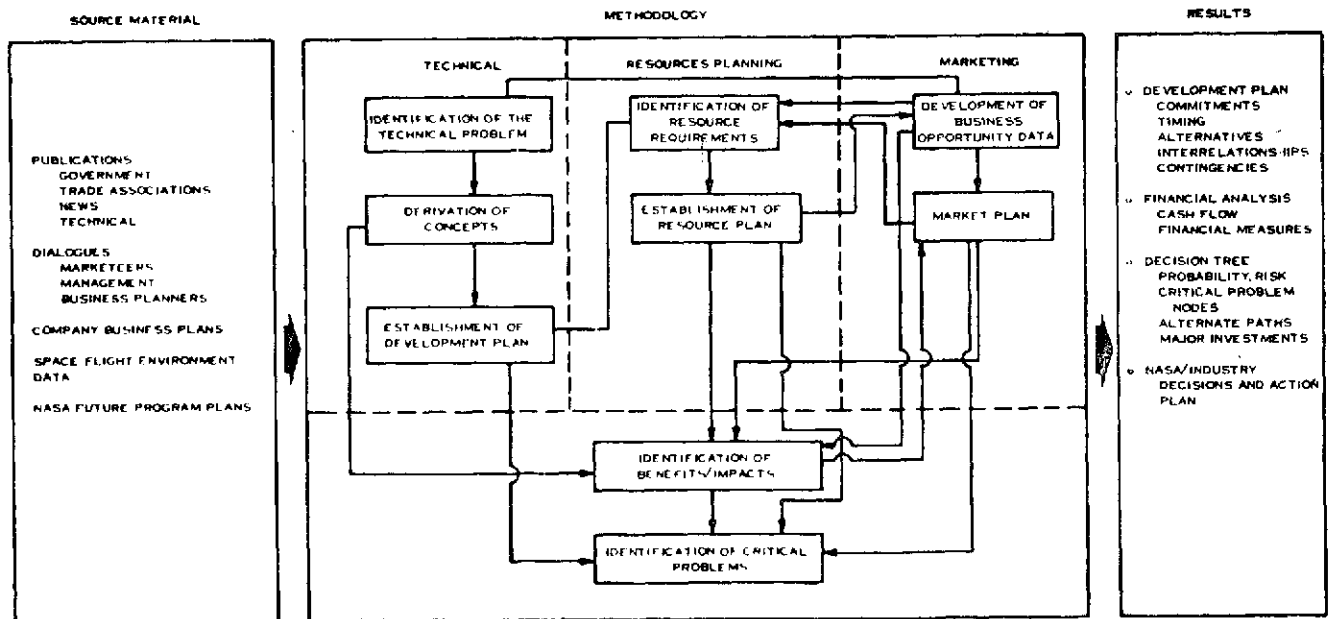 SOURCE MATERIAL
PUBLICATIONS
GOVERNMENT
TRADE ASSOCIATIONS
NEWS
TECHNICAL
DIALOGUES
MARKETEERS
MANAGEMENT
BUSINESS PLANNERS
COMPANY BUSINESS PLANS
SPACE FLIGHT ENVIRONMENT
DATA
NASA FUTURE PROGRAM PLANS
METHODOLOGY
TECHNICAL
IDENTIFICATION OF THE
TECHNICAL PROBLEM
DERIVATION OF
CONCEPTS
ESTABLISHMENT OF
DEVELOPMENT PLAN
RESOURCES PLANNING
IDENTIFICATION OF
RESOURCE
REQUIREMENTS
ESTABLISHMENT OF
RESOURCE PLAN
MARKETING
DEVELOPMENT OF
BUSINESS
OPPORTUNITY DATA
MARKET PLAN
IDENTIFICATION OF
BENEFITS/IMPACTS
IDENTIFICATION OF CRITICAL
PROBLEMS
RESULTS
o DEVELOPMENT PLAN
COMMITMENTS
TIMING
ALTERNATIVES
CONTINGENCIES
o FINANCIAL ANALYSIS
CASH FLOW
FINANCIAL MEASURES
o DECISION TREE
PROBABILITY, RISK
CRITICAL PROBLEM
NODES
ALTERNATE PATHS
MAJOR INVESTMENTS
o NASA/INDUSTRY
DECISIONS AND ACTION
PLAN